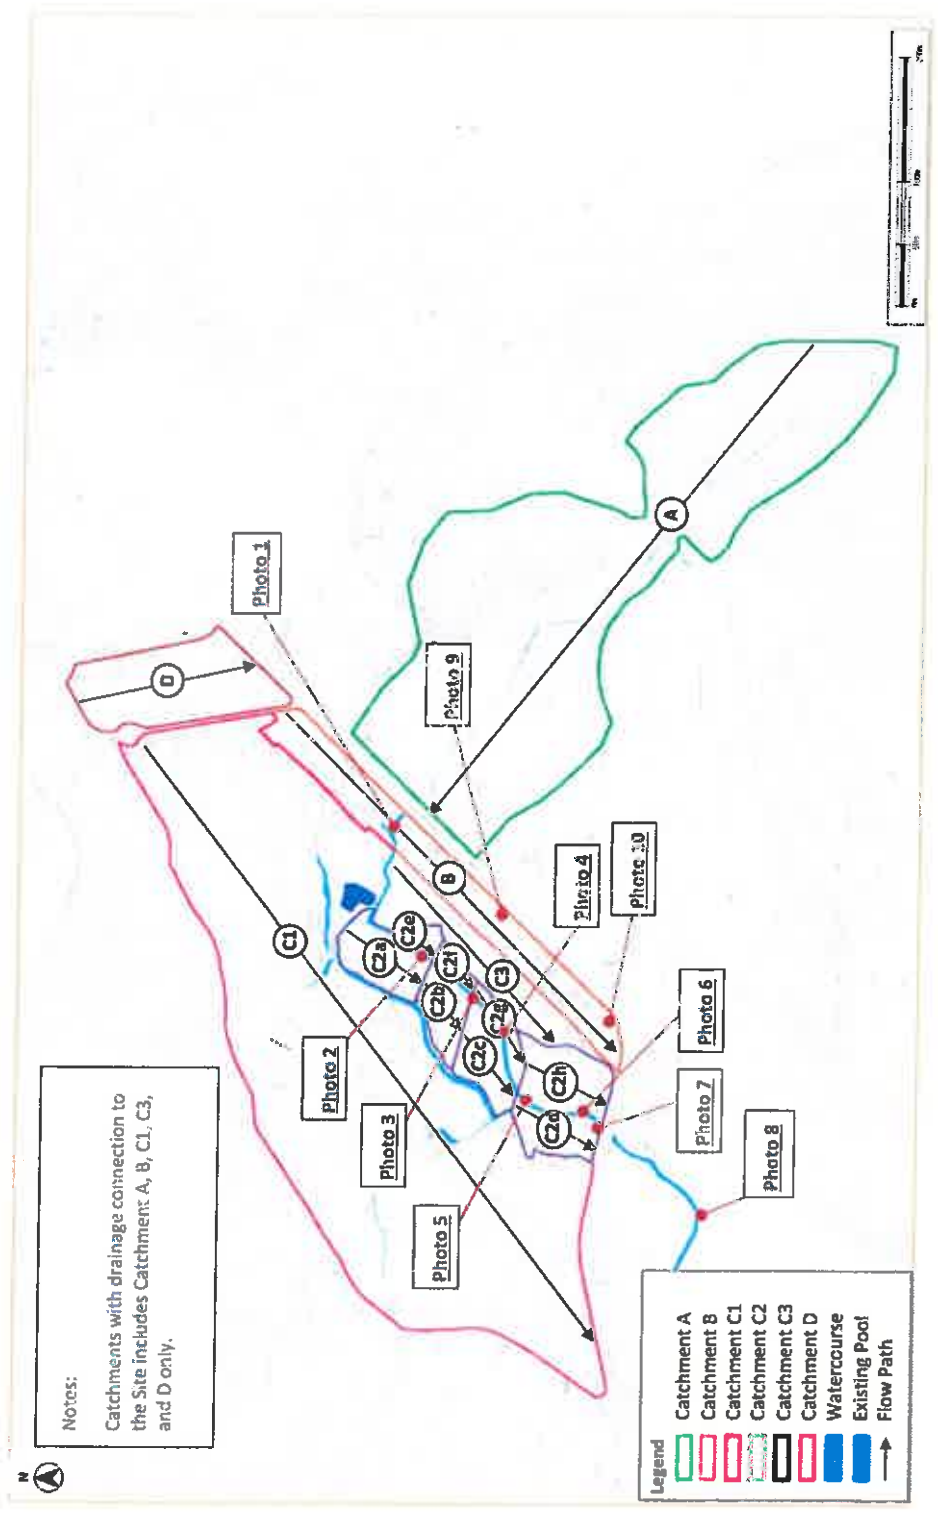 N
Notes:
Catchments with drainage connection to
the Site includes Catchment A, B, C1, C3,
and D only.
D
C1
Photo 1
A
Photo 9
B
C2a
C2e
C2b
C2f
C3
C2g
C2c
C2h
C2d
Photo 2
Photo 3
Photo 4
Photo 10
Photo 5
Photo 6
Photo 7
Photo 8
Legend
Catchment A
Catchment B
Catchment C1
Catchment C2
Catchment C3
Catchment D
Watercourse
Existing Pool
Flow Path